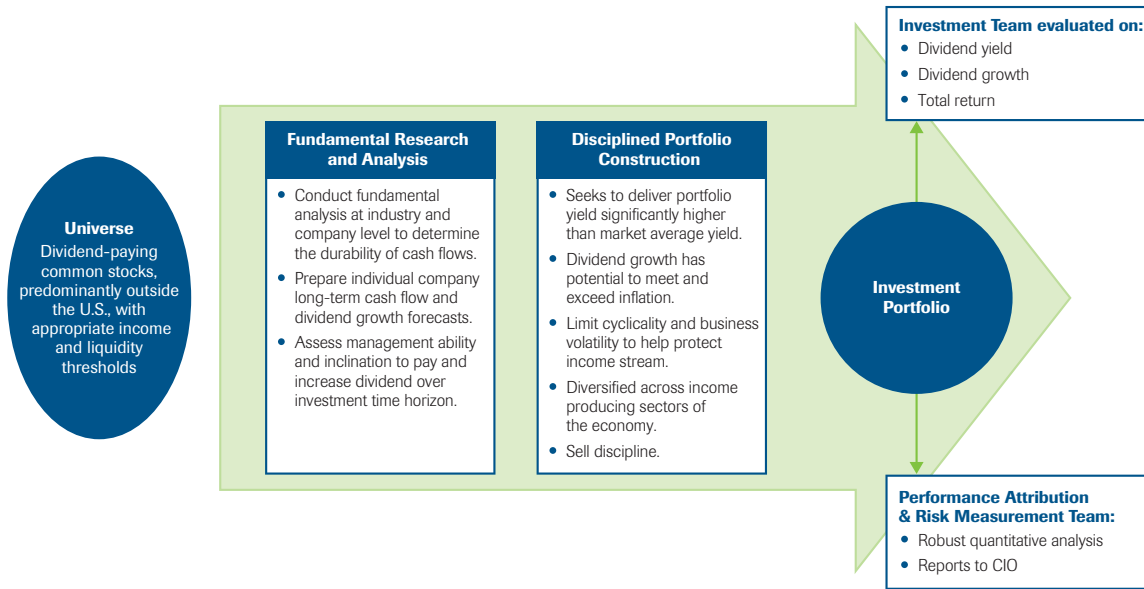 Universe
Dividend-paying
common stocks,
predominantly outside
the U.S., with
appropriate income
and liquidity
thresholds
Fundamental Research
and Analysis
• Conduct fundamental
analysis at industry and
company level to determine
the durability of cash flows.
• Prepare individual company
long-term cash flow and
dividend growth forecasts.
• Assess management ability
and inclination to pay and
increase dividend over
investment time horizon.
Disciplined Portfolio
Construction
• Seeks to deliver portfolio
yield significantly higher
than market average yield.
• Dividend growth has
potential to meet and
exceed inflation.
• Limit cyclicality and business
volatility to help protect
income stream.
• Diversified across income
producing sectors of
the economy.
• Sell discipline.
Investment Team evaluated on:
• Dividend yield
• Dividend growth
• Total return
Investment
Portfolio
Performance Attribution
& Risk Measurement Team:
• Robust quantitative analysis
• Reports to CIO